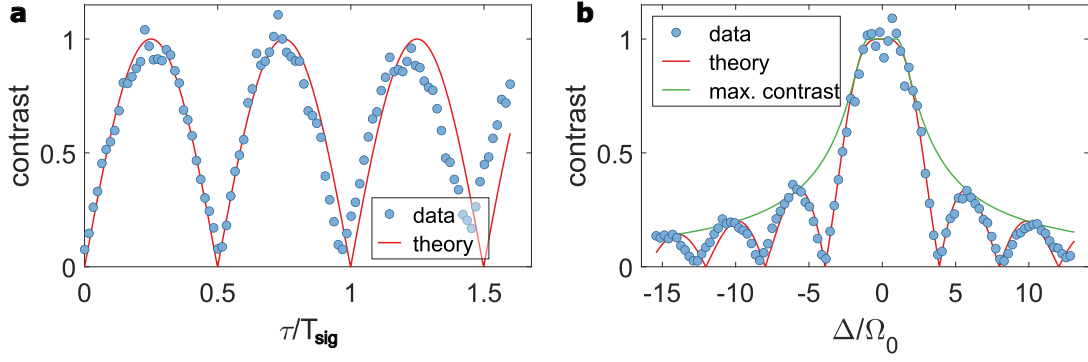 a
contrast
1
0.5
0
0
0.5
1
1.5
τ/T_sig
data
theory
b
contrast
1
0.5
0
-15
-10
-5
0
5
10
Δ/Ω_0
data
theory
max. contrast